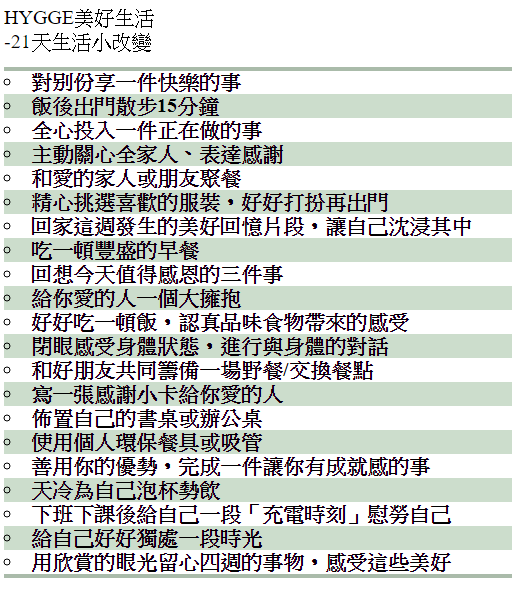 HYGGE美好生活
-21天生活小改變
對別份享一件快樂的事
飯後出門散步15分鐘
全心投入一件正在做的事
主動關心全家人、表達感謝
和愛的家人或朋友聚餐
精心挑選喜歡的服裝，好好打扮再出門
回家這週發生的美好回憶片段，讓自己沈浸其中
吃一頓豐盛的早餐
回想今天值得感恩的三件事
給你愛的人一個大擁抱
好好吃一頓飯，認真品味食物帶來的感受
閉眼感受身體狀態，進行與身體的對話
和好朋友共同籌備一場野餐/交換餐點
寫一張感謝小卡給你愛的人
佈置自己的書桌或辦公桌
使用個人環保餐具或吸管
善用你的優勢，完成一件讓你有成就感的事
天冷為自己泡杯勢飲
下班下課後給自己一段「充電時刻」慰勞自己
給自己好好獨處一段時光
用欣賞的眼光留心四週的事物，感受這些美好